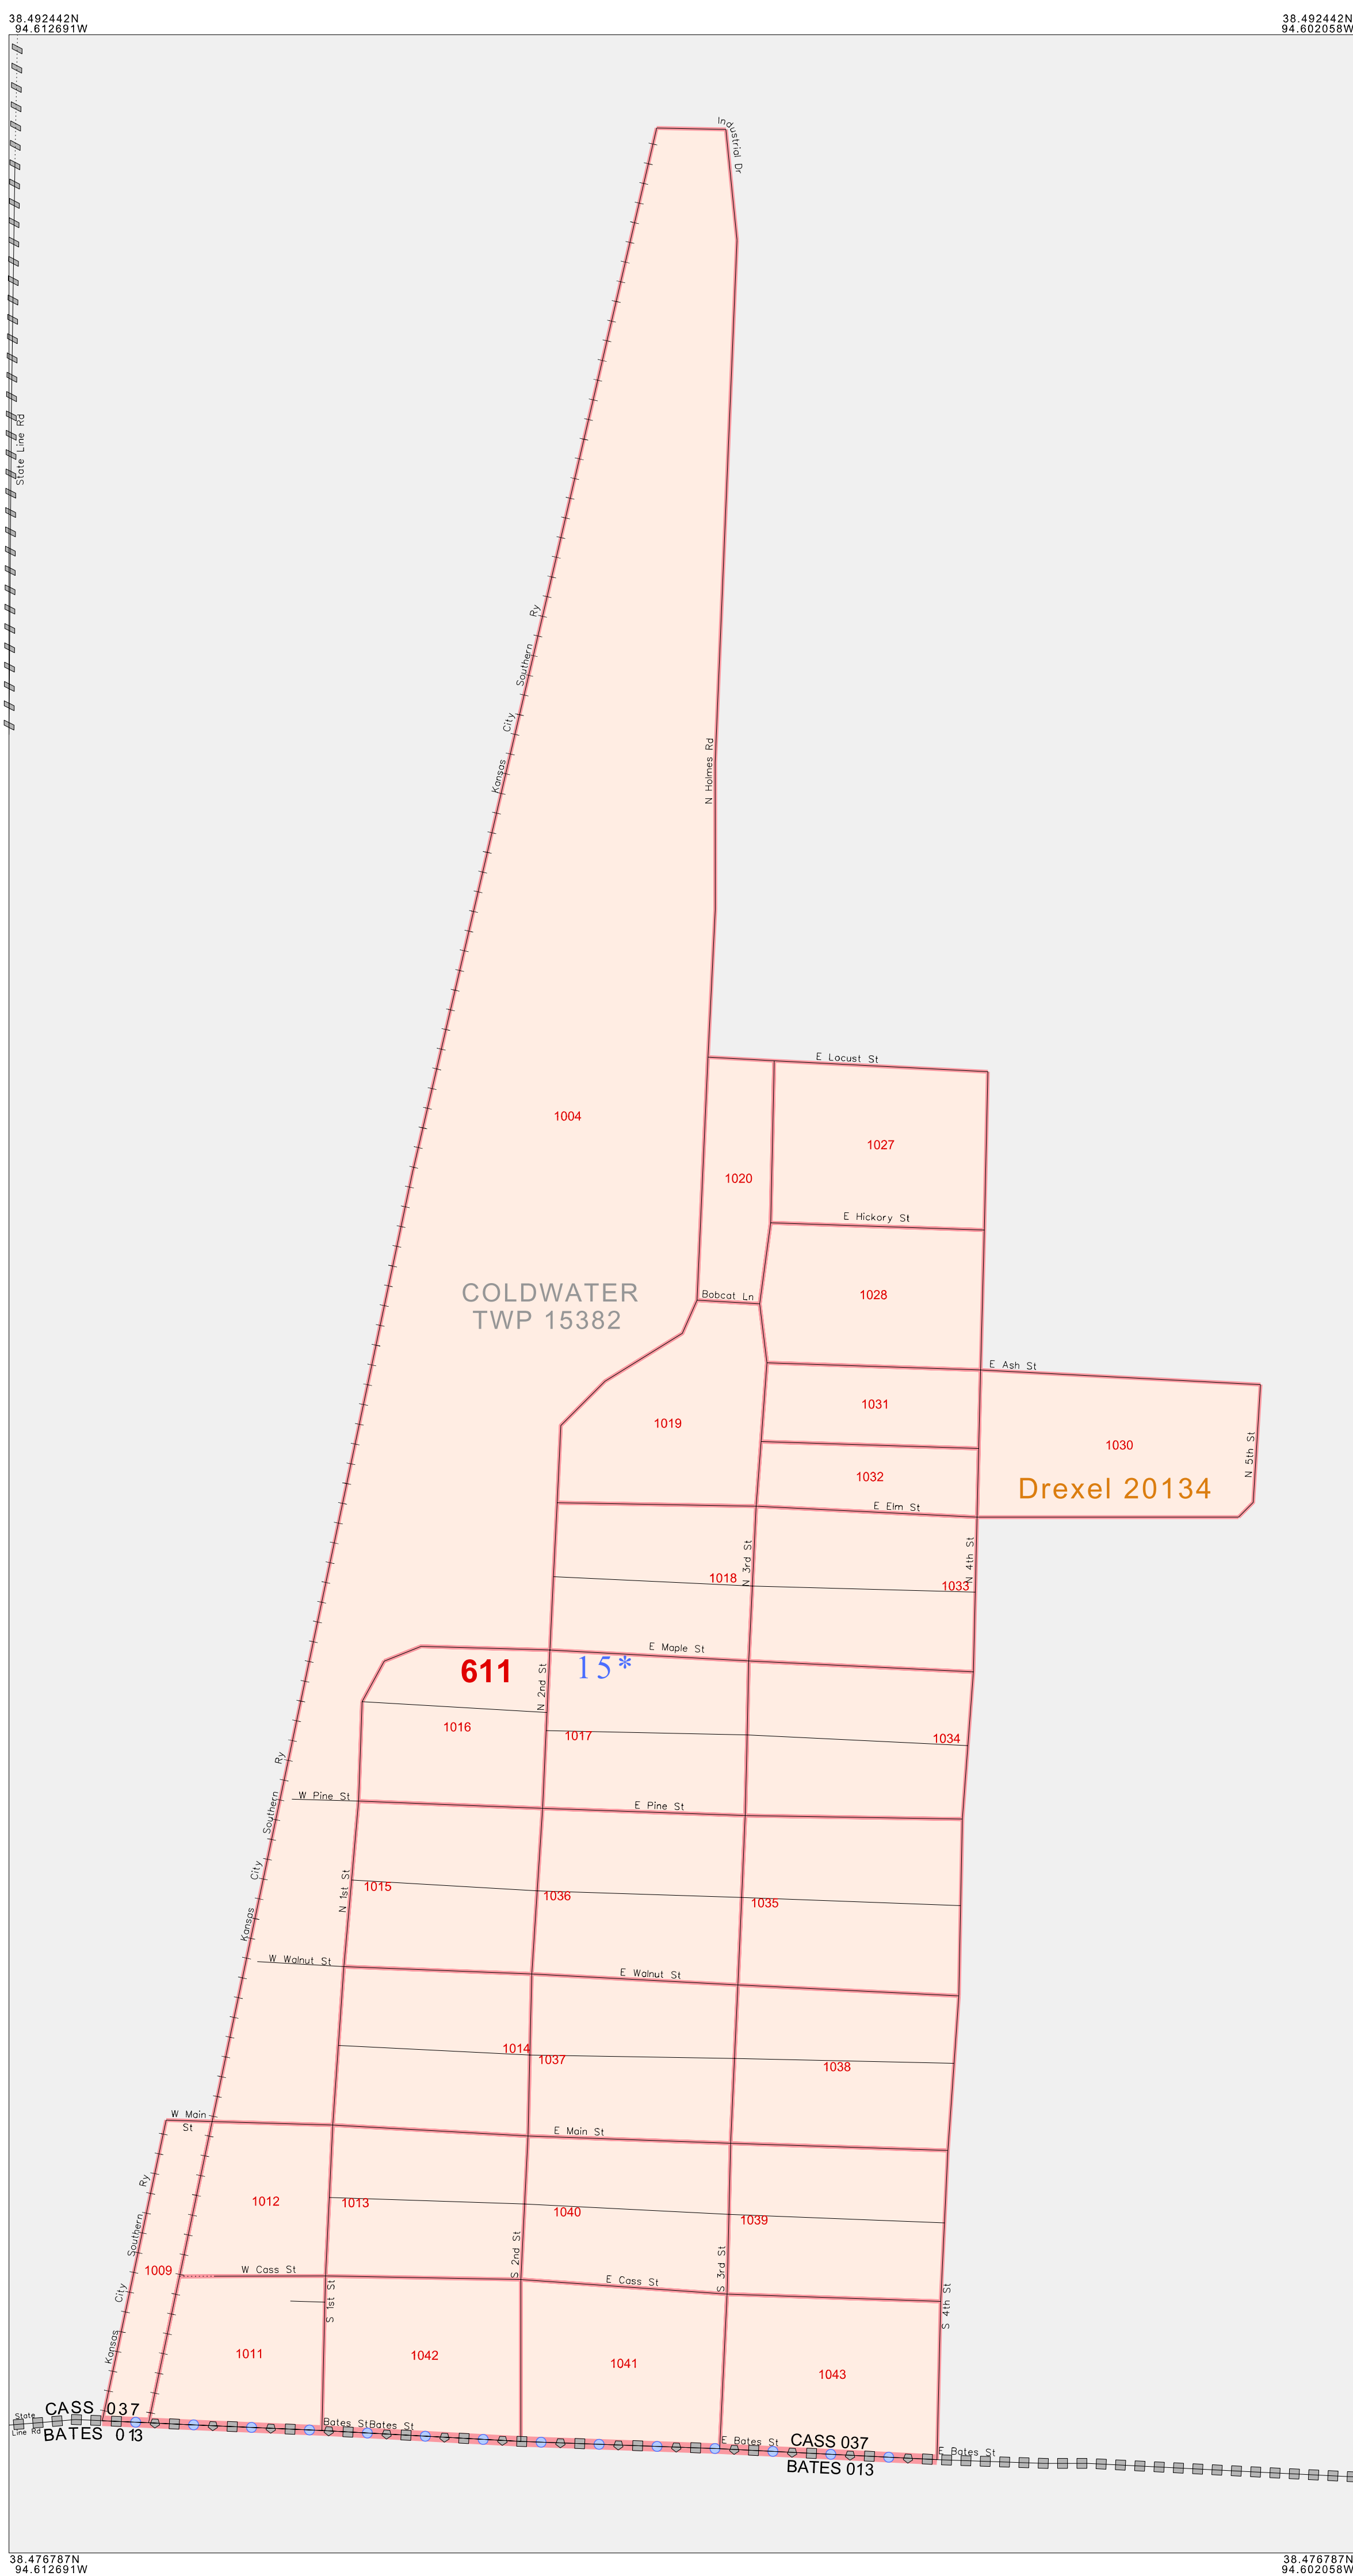 38.492442N
94.612691W
38.492442N
94.602058W
Industrial Dr
State Line Rd
Kansas City Southern Ry
N Holmes Rd
E Locust St
1004
1027
1020
E Hickory St
COLDWATER
TWP 15382
Bobcat Ln
1028
E Ash St
1031
1019
1030
N 5th St
1032
Drexel 20134
E Elm St
N 3rd St
N 4th St
1018
1033
E Maple St
611
15*
N 2nd St
1016
1017
1034
Kansas City Southern Ry
W Pine St
E Pine St
N 1st St
1015
1036
1035
W Walnut St
E Walnut St
1014
1037
1038
W Main
St
E Main St
Kansas City Southern Ry
1012
1013
1040
1039
S 2nd St
S 3rd St
1009
W Cass St
E Cass St
S 1st St
S 4th St
1011
1042
1041
1043
CASS 037
State
Line Rd
BATES 013
Bates St
Bates St
E Bates St
CASS 037
E Bates St
BATES 013
38.476787N
94.612691W
38.476787N
94.602058W